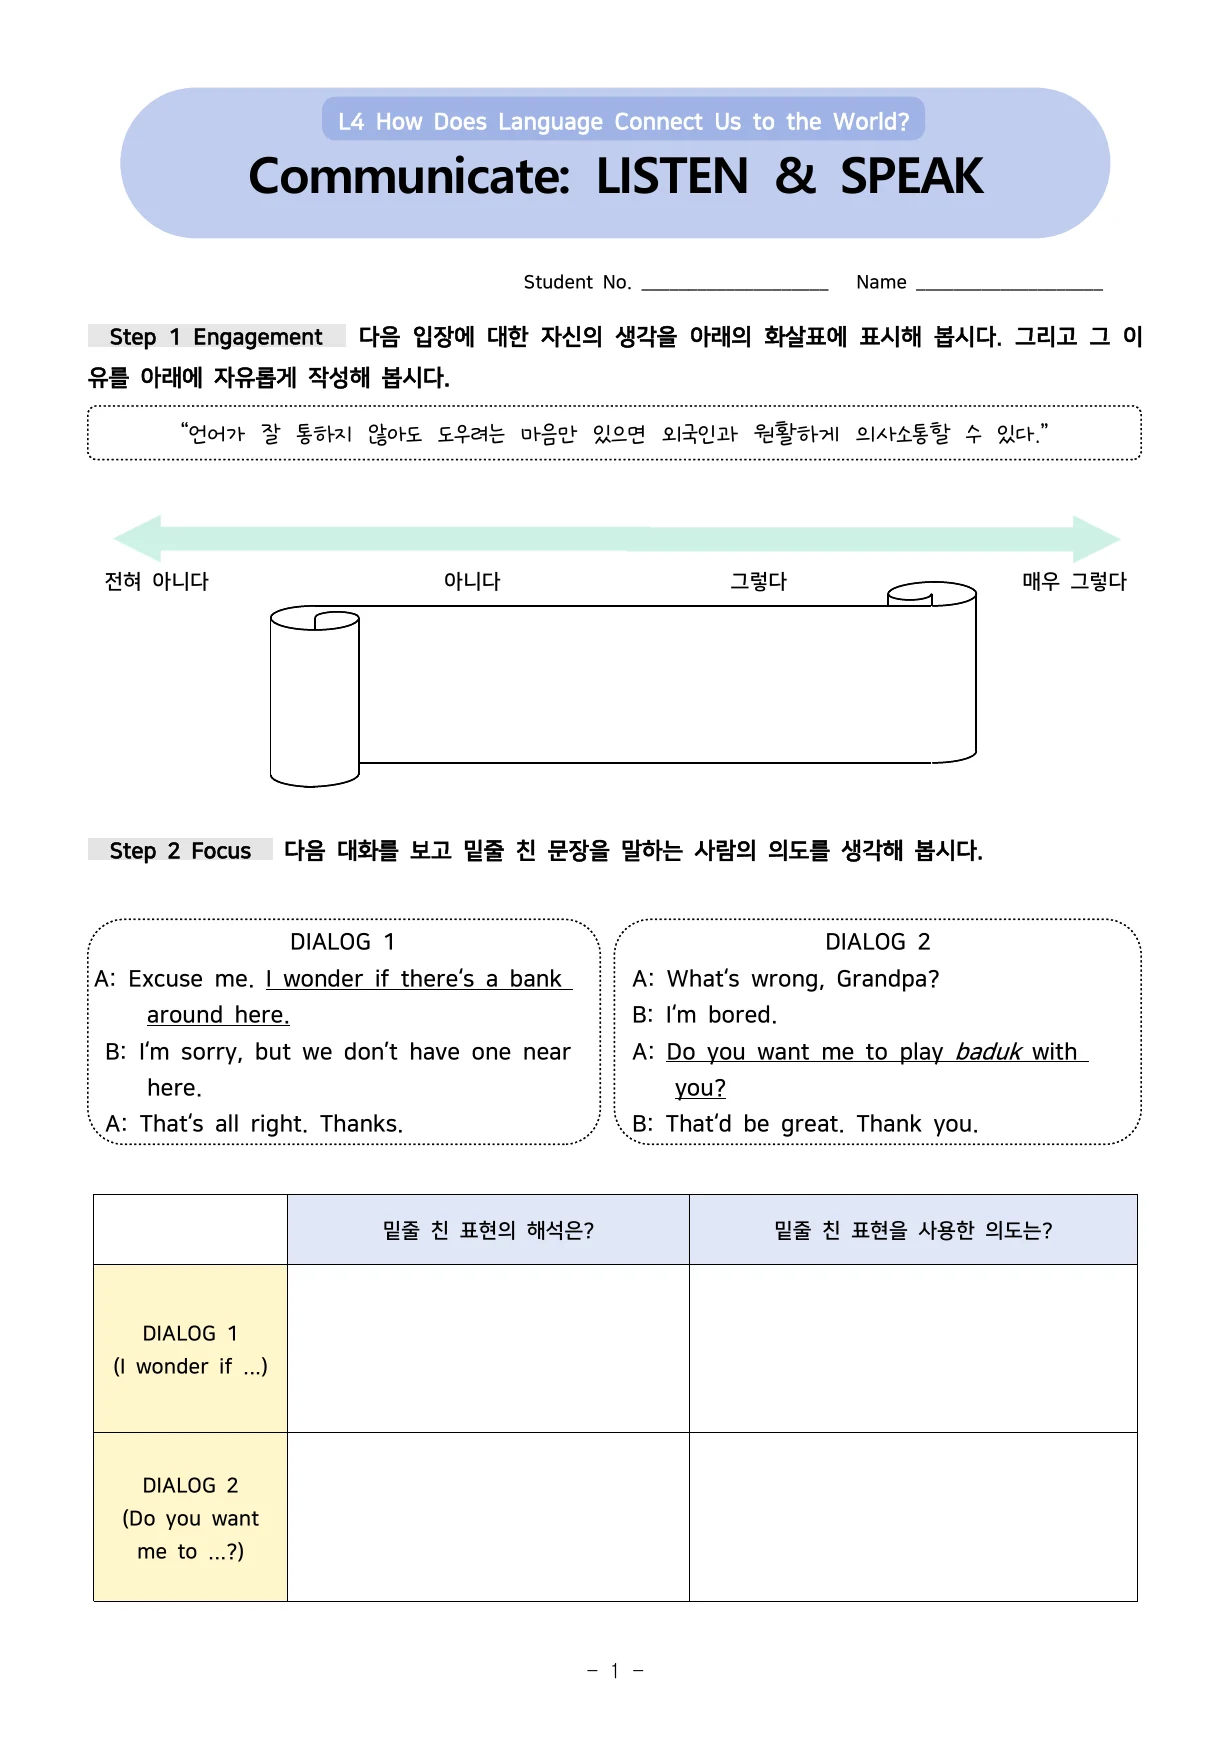 L4 How Does Language Connect Us to the World?
Communicate: LISTEN & SPEAK
Student No. ____________________ Name ____________________
Step 1 Engagement 다음 입장에 대한 자신의 생각을 아래의 화살표에 표시해 봅시다. 그리고 그 이
유를 아래에 자유롭게 작성해 봅시다.
“언어가 잘 통하지 않아도 도우려는 마음만 있으면 외국인과 원활하게 의사소통할 수 있다.”
전혀 아니다 아니다 그렇다 매우 그렇다
Step 2 Focus 다음 대화를 보고 밑줄 친 문장을 말하는 사람의 의도를 생각해 봅시다.
DIALOG 1
A: Excuse me. I wonder if there‘s a bank
around here.
B: I‘m sorry, but we don’t have one near
here.
A: That‘s all right. Thanks.
DIALOG 2
A: What‘s wrong, Grandpa?
B: I‘m bored.
A: Do you want me to play baduk with
you?
B: That‘d be great. Thank you.
밑줄 친 표현의 해석은? 밑줄 친 표현을 사용한 의도는?
DIALOG 1
(I wonder if ...)
DIALOG 2
(Do you want
me to ...?)
- 1 -